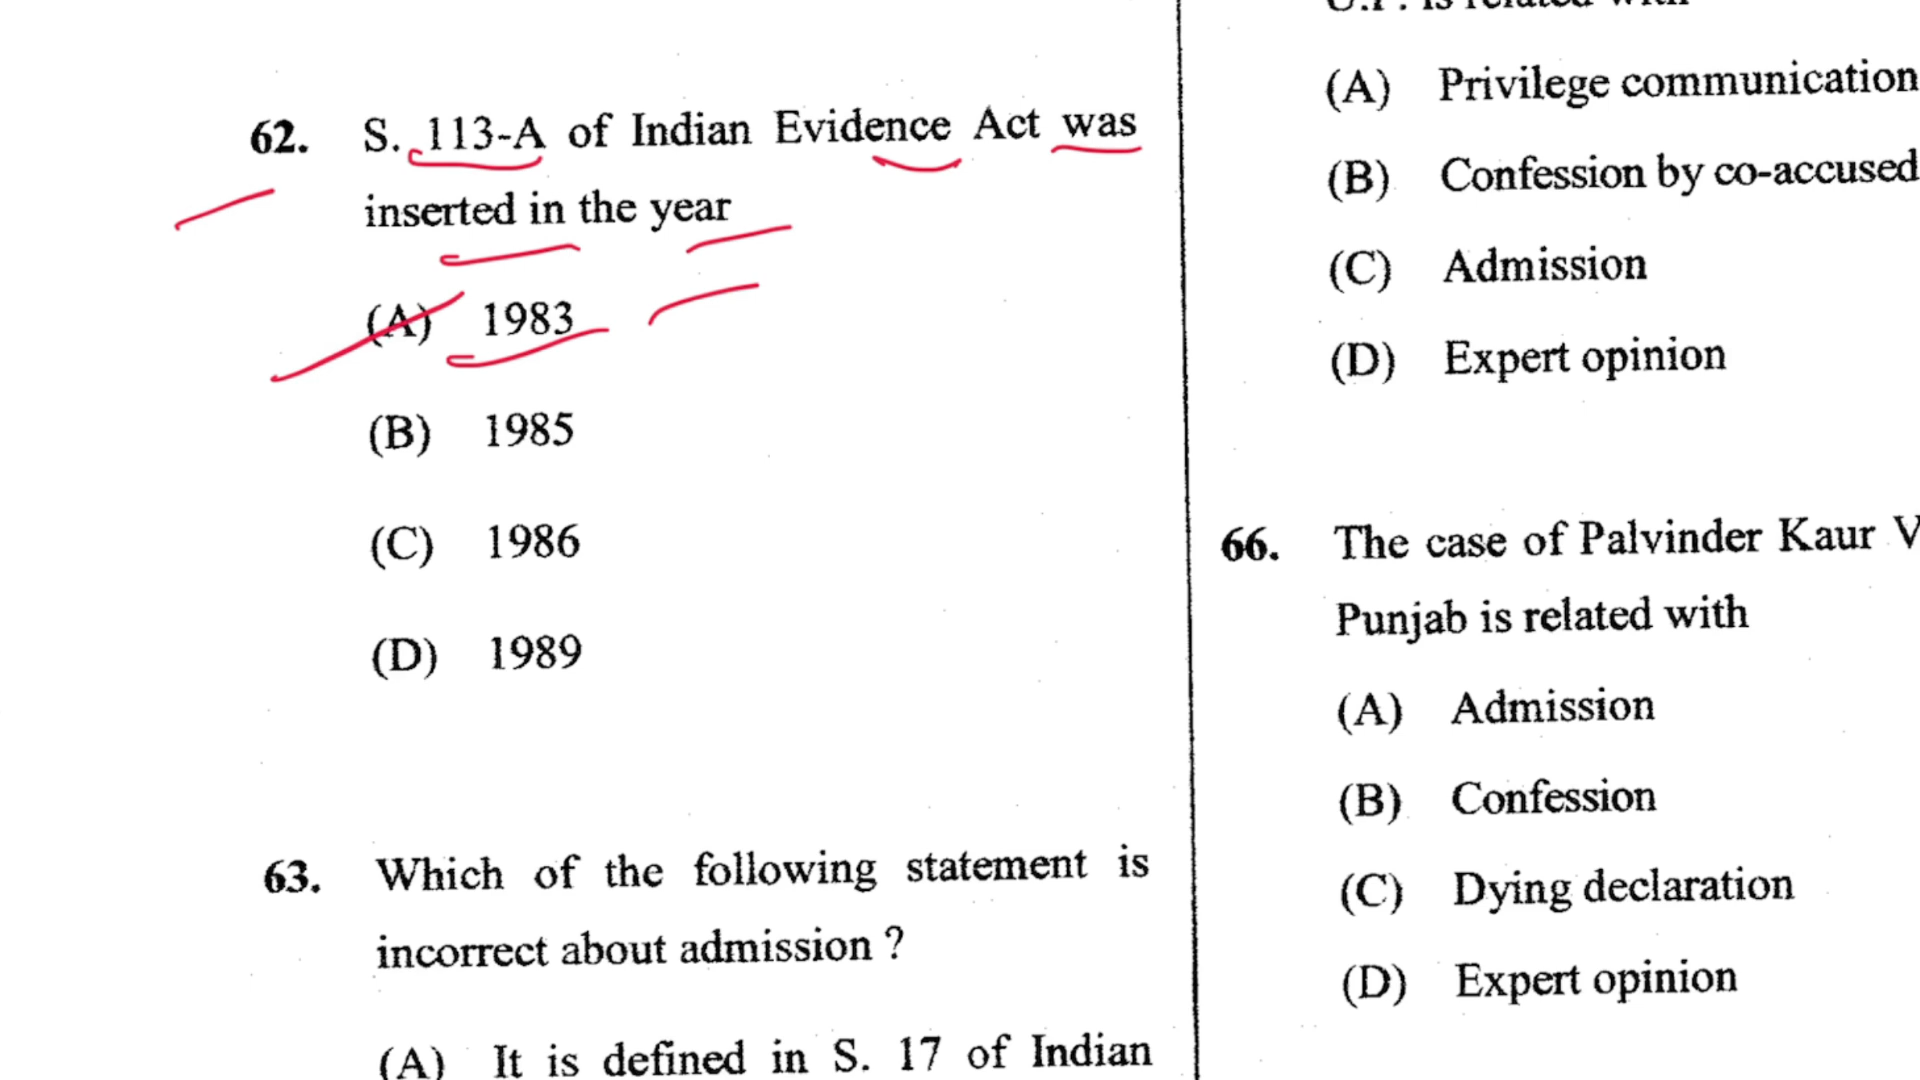 62. S. 113-A of Indian Evidence Act was
inserted in the year
(A) 1983
(B) 1985
(C) 1986
(D) 1989
63. Which of the following statement is
incorrect about admission ?
(A) It is defined in S. 17 of Indian
U.P. is related with
(A) Privilege communication
(B) Confession by co-accused
(C) Admission
(D) Expert opinion
66. The case of Palvinder Kaur V
Punjab is related with
(A) Admission
(B) Confession
(C) Dying declaration
(D) Expert opinion